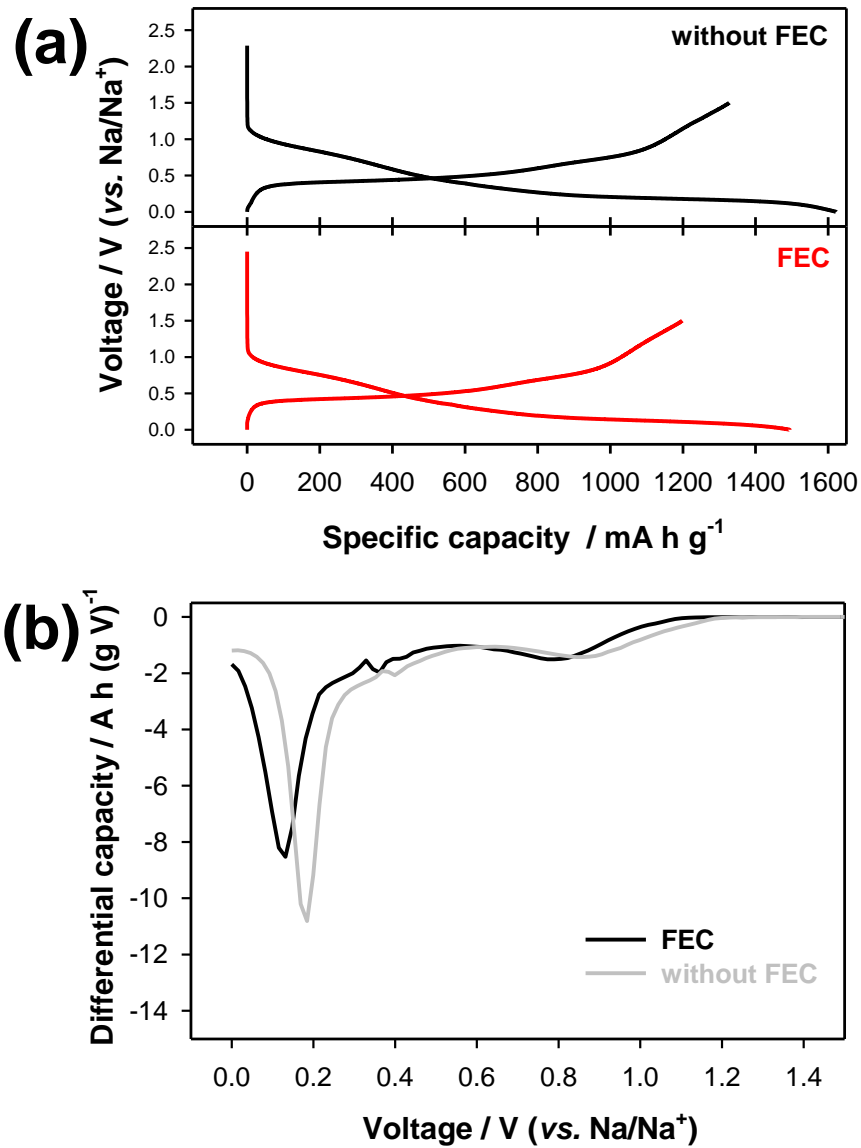 (a)
without FEC
2.5
2.0
1.5
1.0
0.5
0.0
FEC
2.5
2.0
1.5
1.0
0.5
0.0
Voltage / V (vs. Na/Na⁺)
0 200 400 600 800 1000 1200 1400 1600
Specific capacity / mA h g⁻¹
(b)
0
-2
-4
-6
-8
-10
-12
-14
Differential capacity / A h (g V)⁻¹
FEC
without FEC
0.0 0.2 0.4 0.6 0.8 1.0 1.2 1.4
Voltage / V (vs. Na/Na⁺)